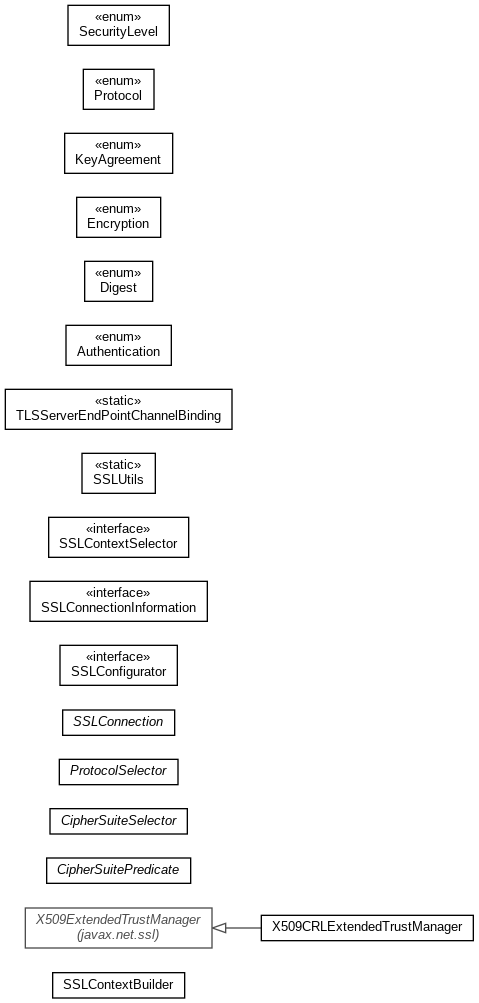 «enum»
SecurityLevel
«enum»
Protocol
«enum»
KeyAgreement
«enum»
Encryption
«enum»
Digest
«enum»
Authentication
«static»
TLSServerEndPointChannelBinding
«static»
SSLUtils
«interface»
SSLContextSelector
«interface»
SSLConnectionInformation
«interface»
SSLConfigurator
SSLConnection
ProtocolSelector
CipherSuiteSelector
CipherSuitePredicate
X509ExtendedTrustManager
(javax.net.ssl)
X509CRLExtendedTrustManager
SSLContextBuilder